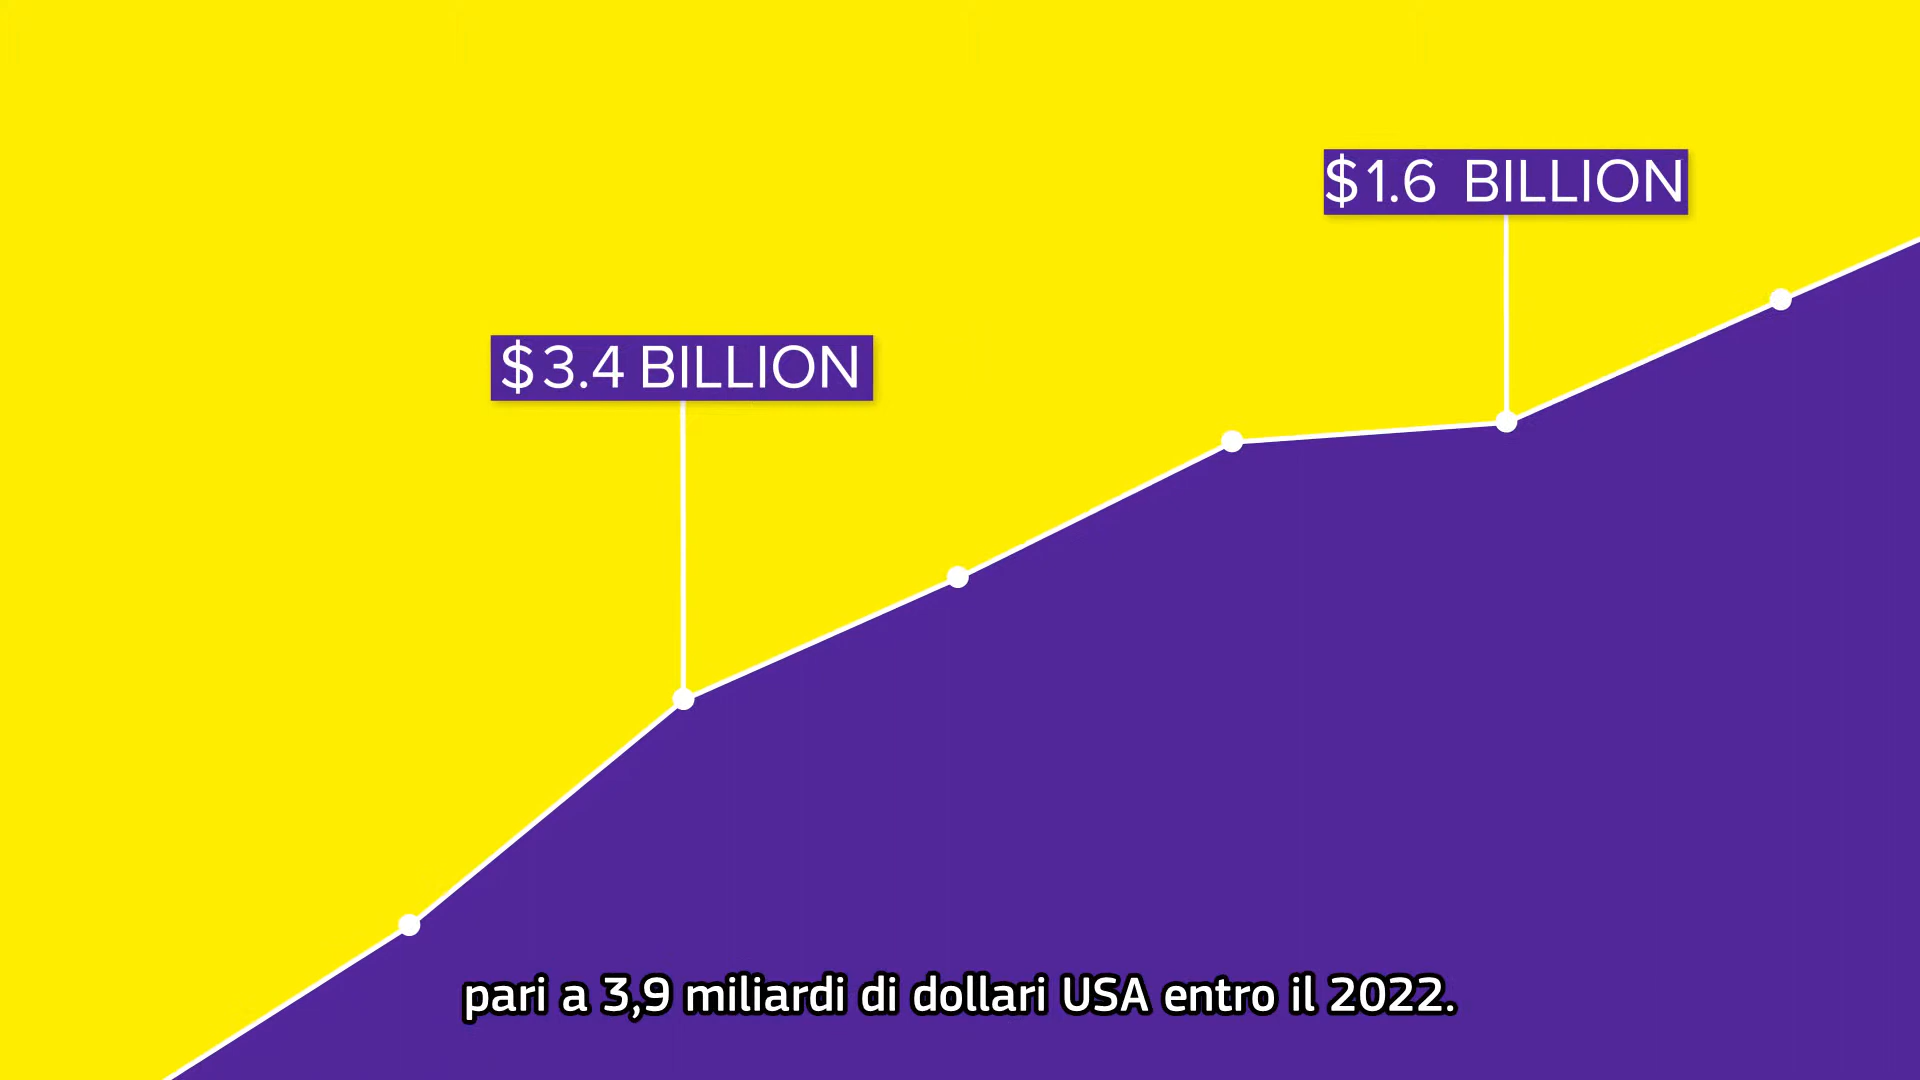 $1.6 BILLION
$3.4 BILLION
pari a 3,9 miliardi di dollari USA entro il 2022.